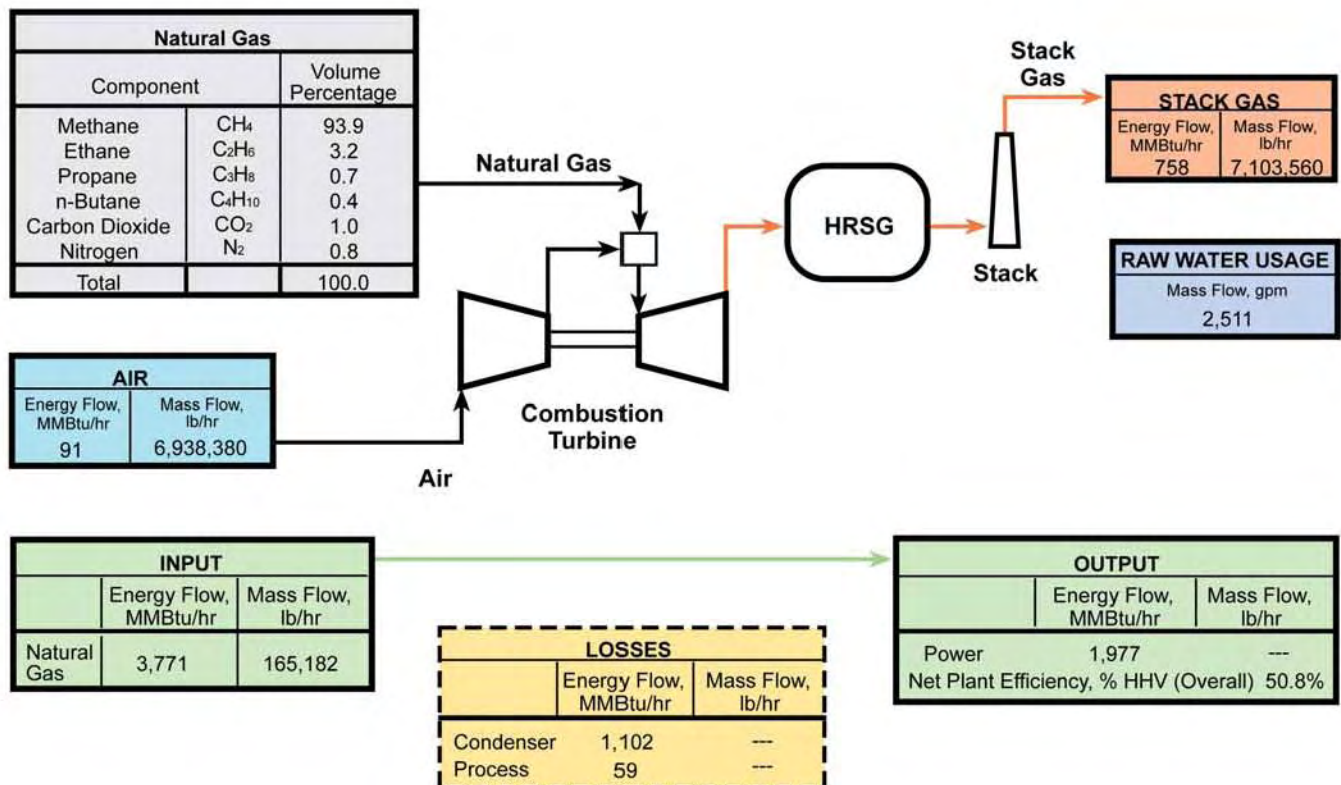 Natural Gas
Component
Volume Percentage
Methane CH₄ 93.9
Ethane C₂H₆ 3.2
Propane C₃H₈ 0.7
n-Butane C₄H₁₀ 0.4
Carbon Dioxide CO₂ 1.0
Nitrogen N₂ 0.8
Total 100.0
Natural Gas
Stack
Gas
STACK GAS
Energy Flow, MMBtu/hr
Mass Flow, lb/hr
758 7,103,560
HRSG
Stack
RAW WATER USAGE
Mass Flow, gpm
2,511
AIR
Energy Flow, MMBtu/hr
Mass Flow, lb/hr
91 6,938,380
Air
Combustion
Turbine
INPUT
Energy Flow, MMBtu/hr
Mass Flow, lb/hr
Natural Gas 3,771 165,182
LOSSES
Energy Flow, MMBtu/hr
Mass Flow, lb/hr
Condenser 1,102 ---
Process 59 ---
OUTPUT
Energy Flow, MMBtu/hr
Mass Flow, lb/hr
Power 1,977 ---
Net Plant Efficiency, % HHV (Overall) 50.8%